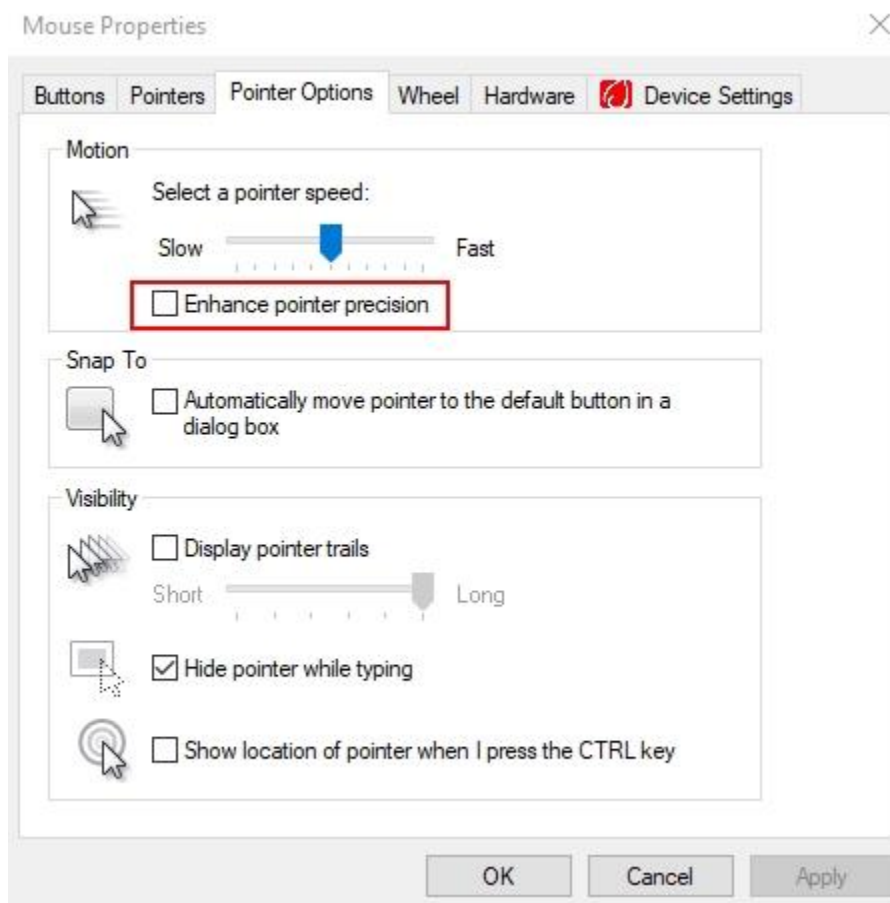 Mouse Properties
Buttons Pointers Pointer Options Wheel Hardware Device Settings
Motion
Select a pointer speed:
Slow Fast
Enhance pointer precision
Snap To
Automatically move pointer to the default button in a
dialog box
Visibility
Display pointer trails
Short Long
Hide pointer while typing
Show location of pointer when I press the CTRL key
OK Cancel Apply